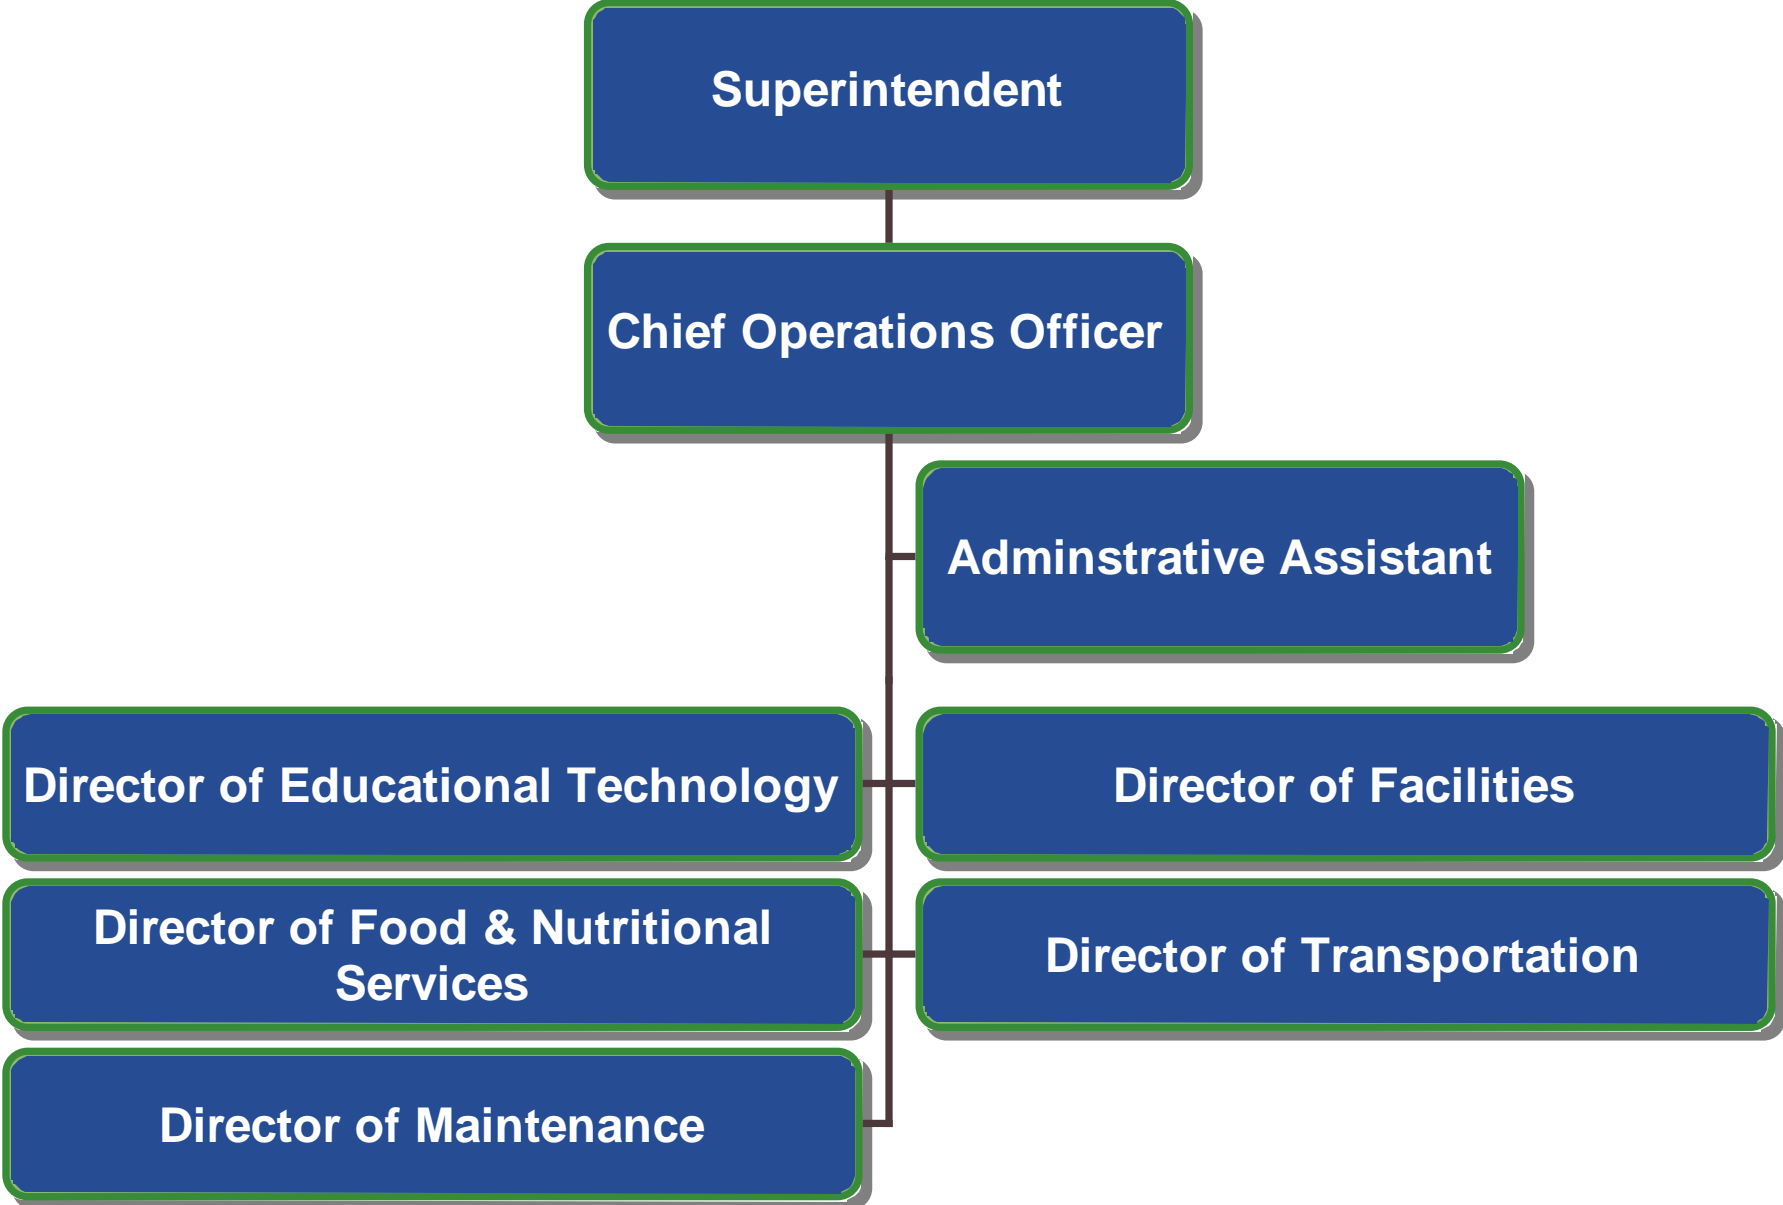 Superintendent
Chief Operations Officer
Adminstrative Assistant
Director of Educational Technology
Director of Facilities
Director of Food & Nutritional
Services
Director of Transportation
Director of Maintenance